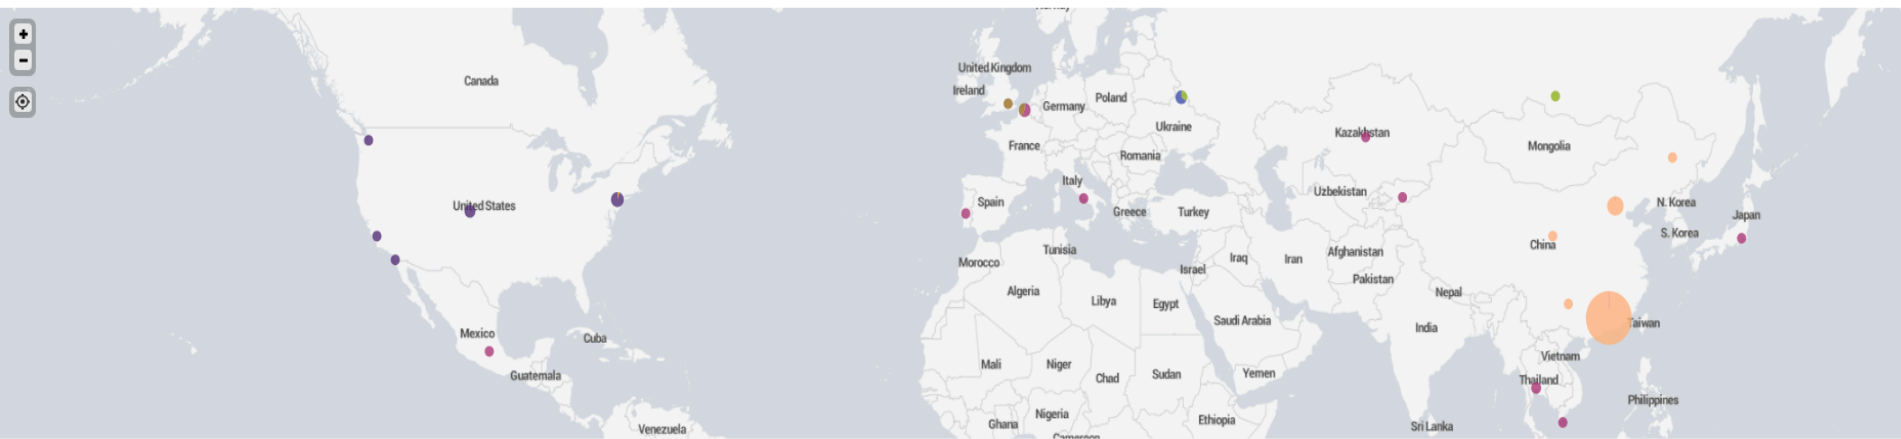 Norway
+
−
United Kingdom
Canada
Ireland
Poland
Germany
Ukraine
Kazakhstan
France
Mongolia
Romania
Italy
Uzbekistan
United States
Spain
N. Korea
Greece
Turkey
Japan
S. Korea
China
Tunisia
Afghanistan
Morocco
Iraq
Iran
Israel
Pakistan
Algeria
Nepal
Libya
Egypt
Saudi Arabia
Taiwan
India
Mexico
Cuba
Vietnam
Mali
Niger
Guatemala
Chad
Sudan
Yemen
Thailand
Philippines
Nigeria
Ethiopia
Ghana
Sri Lanka
Venezuela
Cameroon